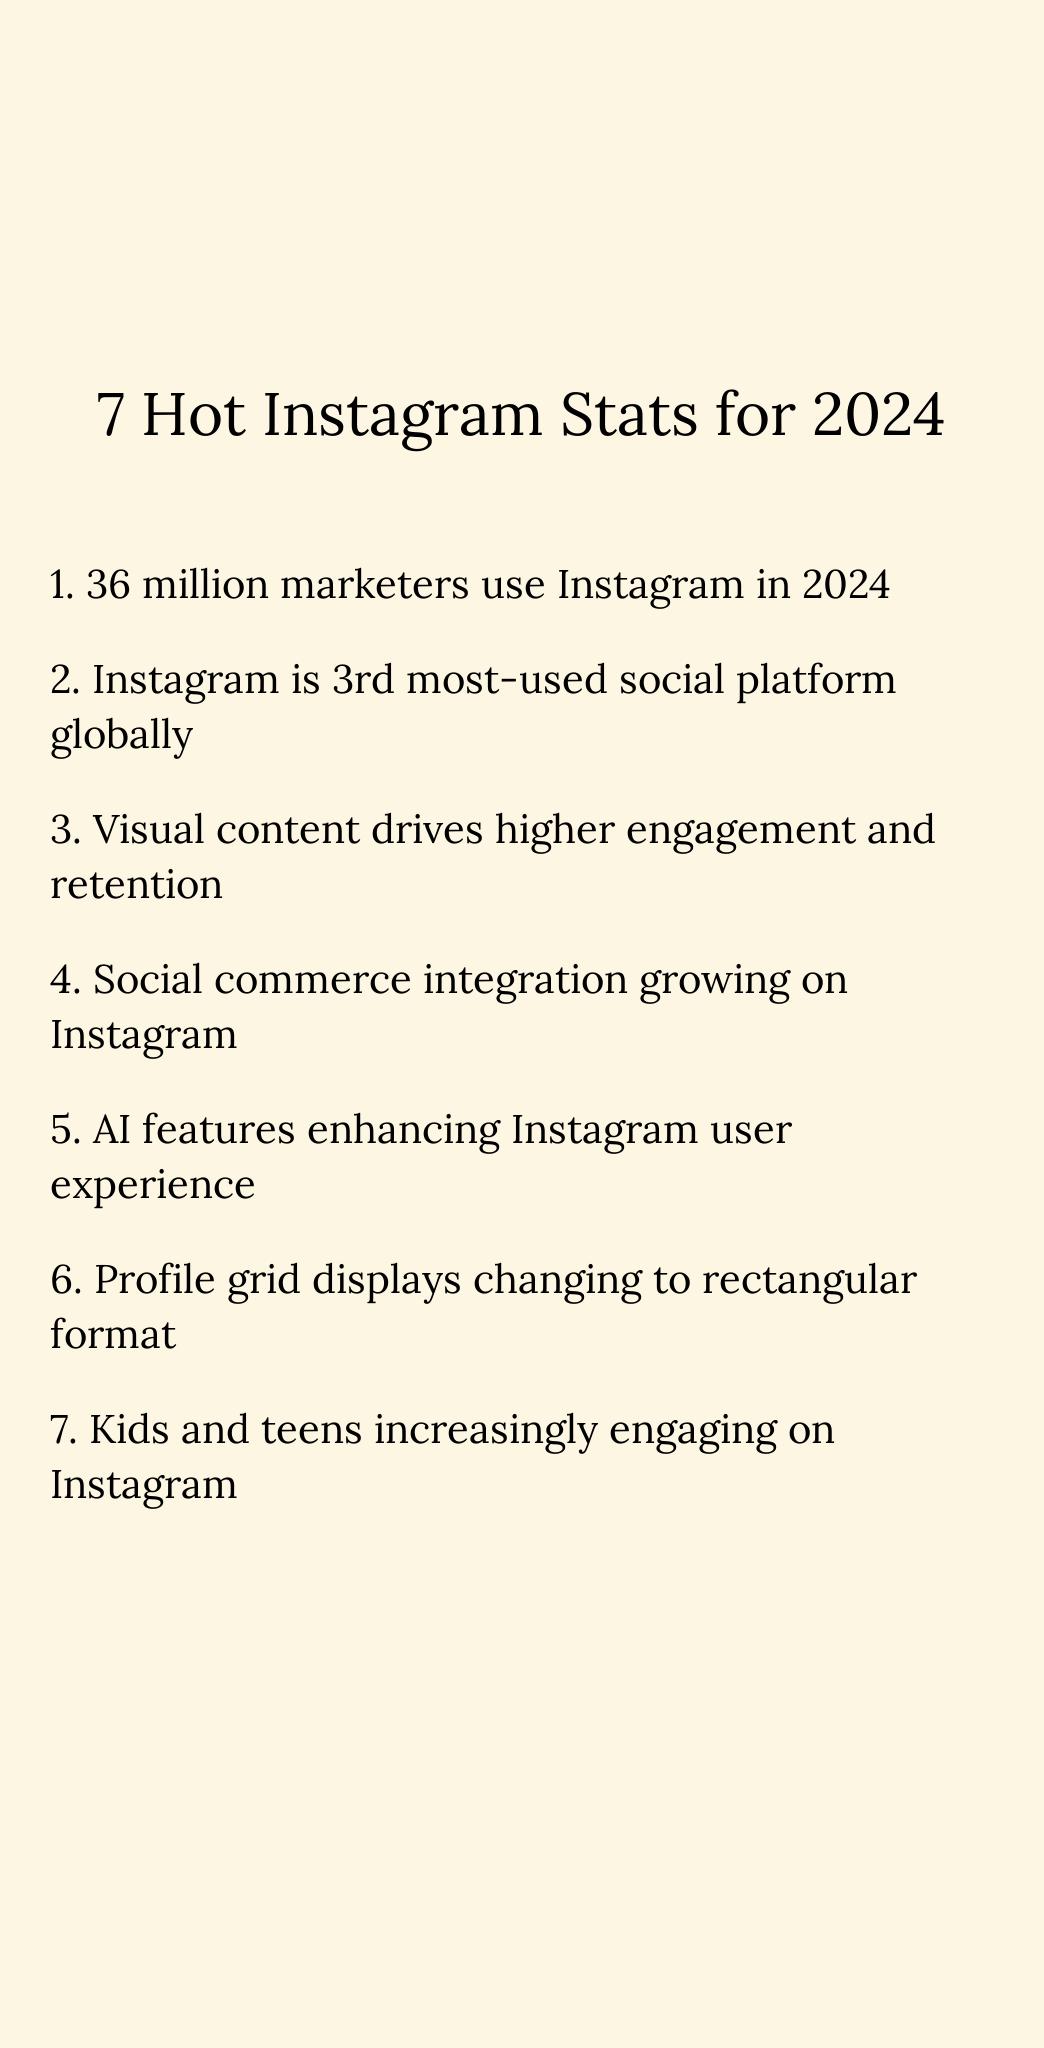 7 Hot Instagram Stats for 2024
1. 36 million marketers use Instagram in 2024
2. Instagram is 3rd most-used social platform
globally
3. Visual content drives higher engagement and
retention
4. Social commerce integration growing on
Instagram
5. AI features enhancing Instagram user
experience
6. Profile grid displays changing to rectangular
format
7. Kids and teens increasingly engaging on
Instagram